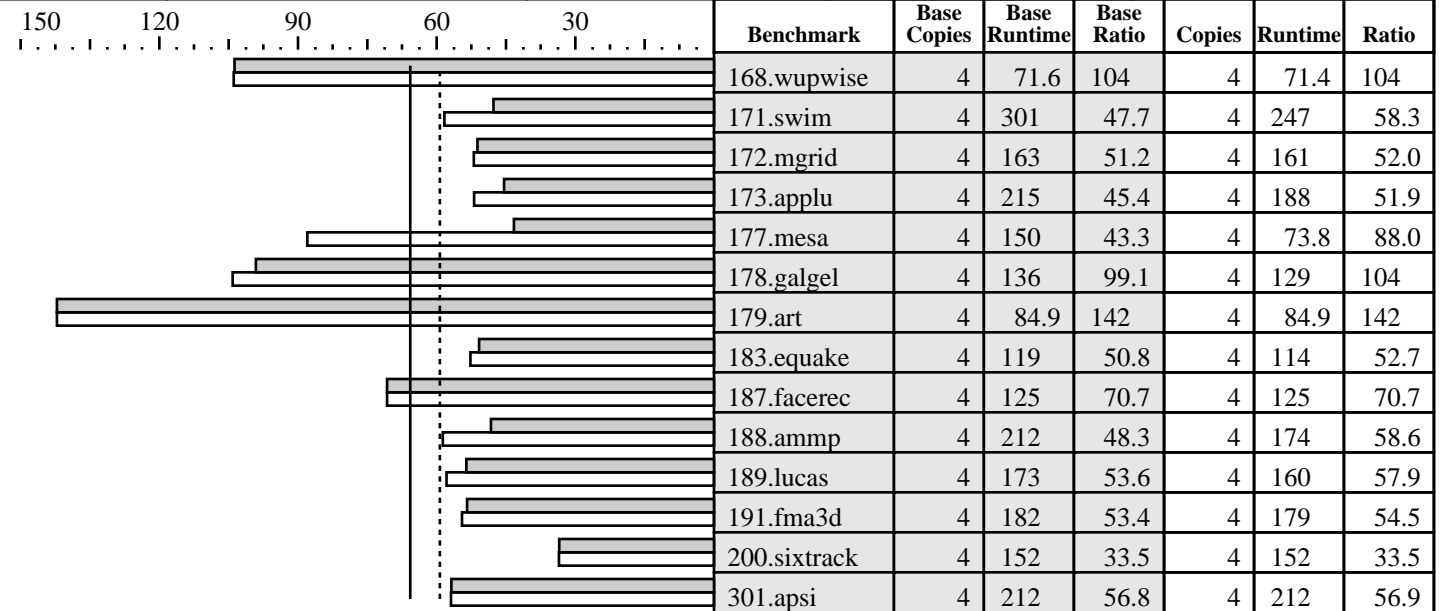 150 120 90 60 30
Benchmark Base Copies Base Runtime Base Ratio Copies Runtime Ratio
168.wupwise 4 71.6 104 4 71.4 104
171.swim 4 301 47.7 4 247 58.3
172.mgrid 4 163 51.2 4 161 52.0
173.applu 4 215 45.4 4 188 51.9
177.mesa 4 150 43.3 4 73.8 88.0
178.galgel 4 136 99.1 4 129 104
179.art 4 84.9 142 4 84.9 142
183.equake 4 119 50.8 4 114 52.7
187.facerec 4 125 70.7 4 125 70.7
188.ammp 4 212 48.3 4 174 58.6
189.lucas 4 173 53.6 4 160 57.9
191.fma3d 4 182 53.4 4 179 54.5
200.sixtrack 4 152 33.5 4 152 33.5
301.apsi 4 212 56.8 4 212 56.9